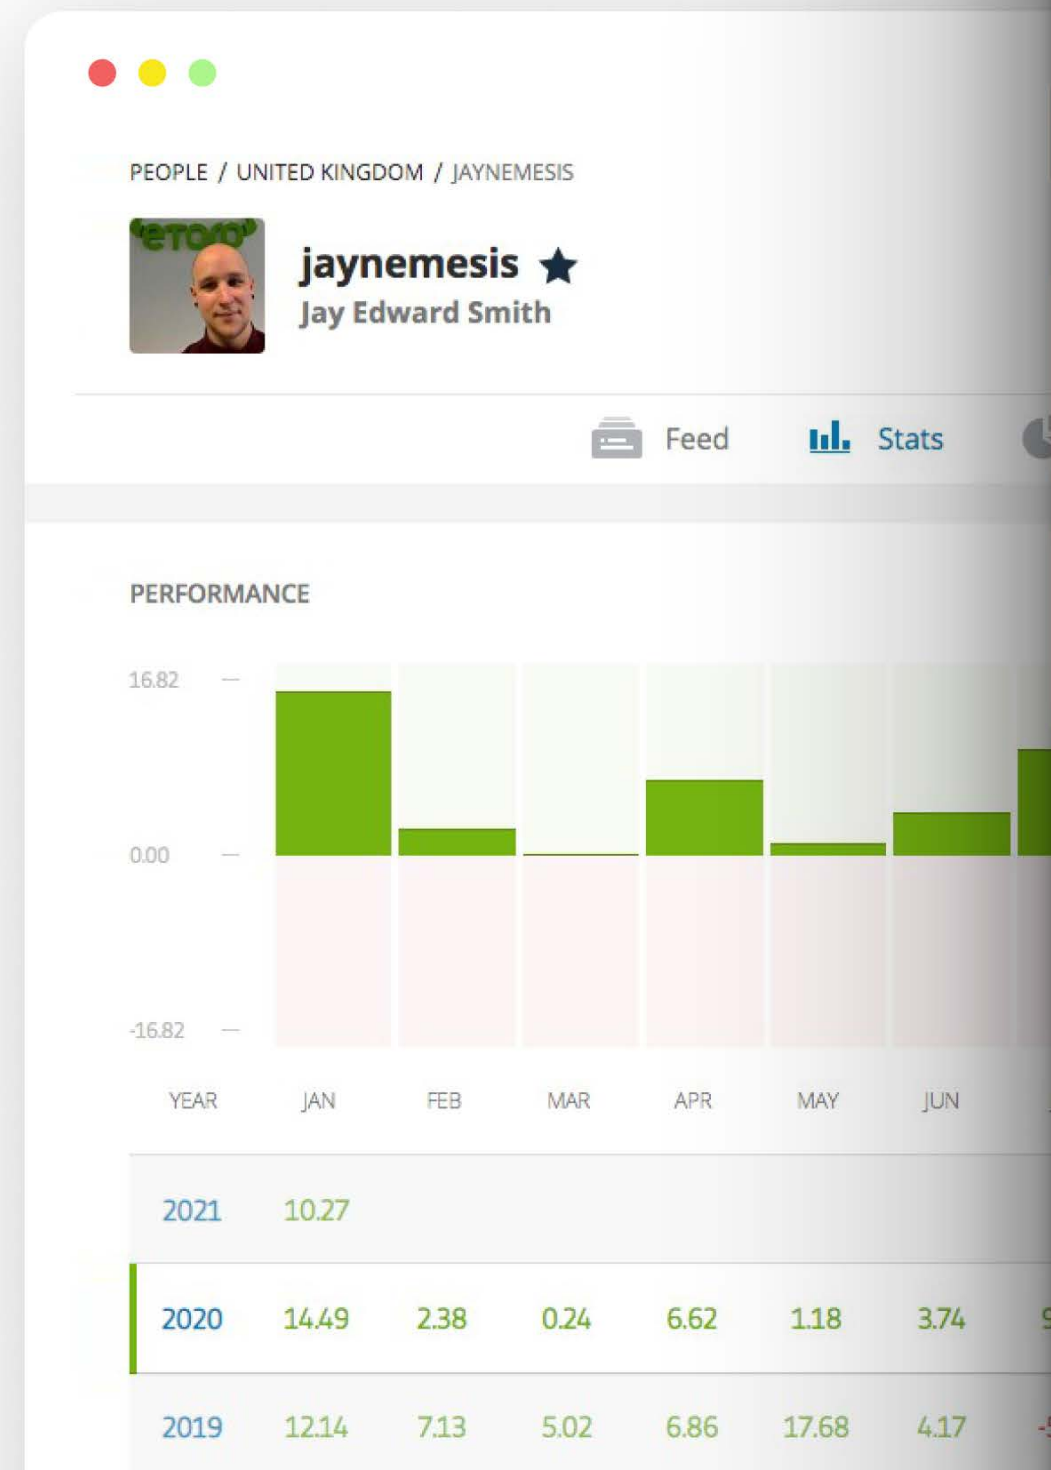 PEOPLE / UNITED KINGDOM / JAYNEMESIS
eTORO
jaynemesis
Jay Edward Smith
Feed Stats
PERFORMANCE
16.82
0.00
-16.82
YEAR JAN FEB MAR APR MAY JUN
2021 10.27
2020 14.49 2.38 0.24 6.62 1.18 3.74
2019 12.14 7.13 5.02 6.86 17.68 4.17